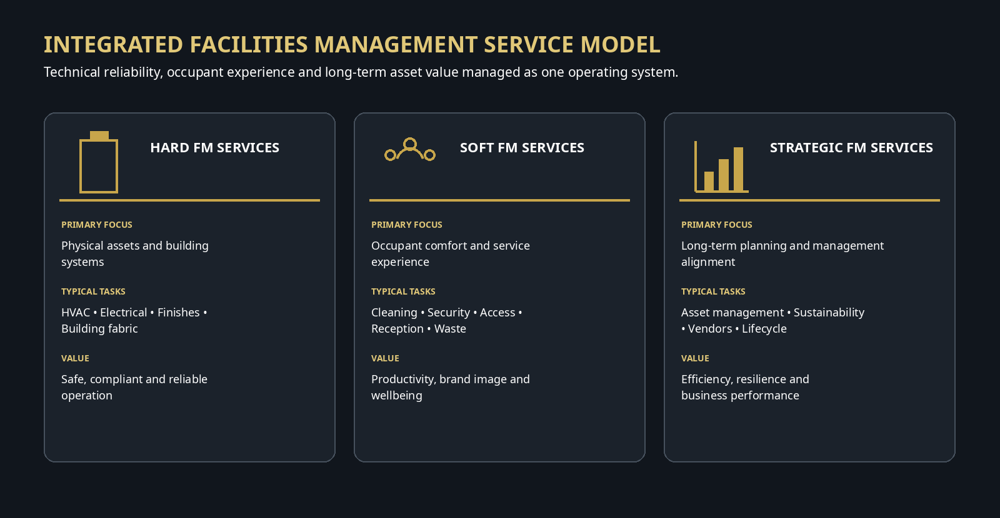 INTEGRATED FACILITIES MANAGEMENT SERVICE MODEL
Technical reliability, occupant experience and long-term asset value managed as one operating system.
HARD FM SERVICES
PRIMARY FOCUS
Physical assets and building
systems
TYPICAL TASKS
HVAC • Electrical • Finishes •
Building fabric
VALUE
Safe, compliant and reliable
operation
SOFT FM SERVICES
PRIMARY FOCUS
Occupant comfort and service
experience
TYPICAL TASKS
Cleaning • Security • Access •
Reception • Waste
VALUE
Productivity, brand image and
wellbeing
STRATEGIC FM SERVICES
PRIMARY FOCUS
Long-term planning and management
alignment
TYPICAL TASKS
Asset management • Sustainability
• Vendors • Lifecycle
VALUE
Efficiency, resilience and
business performance